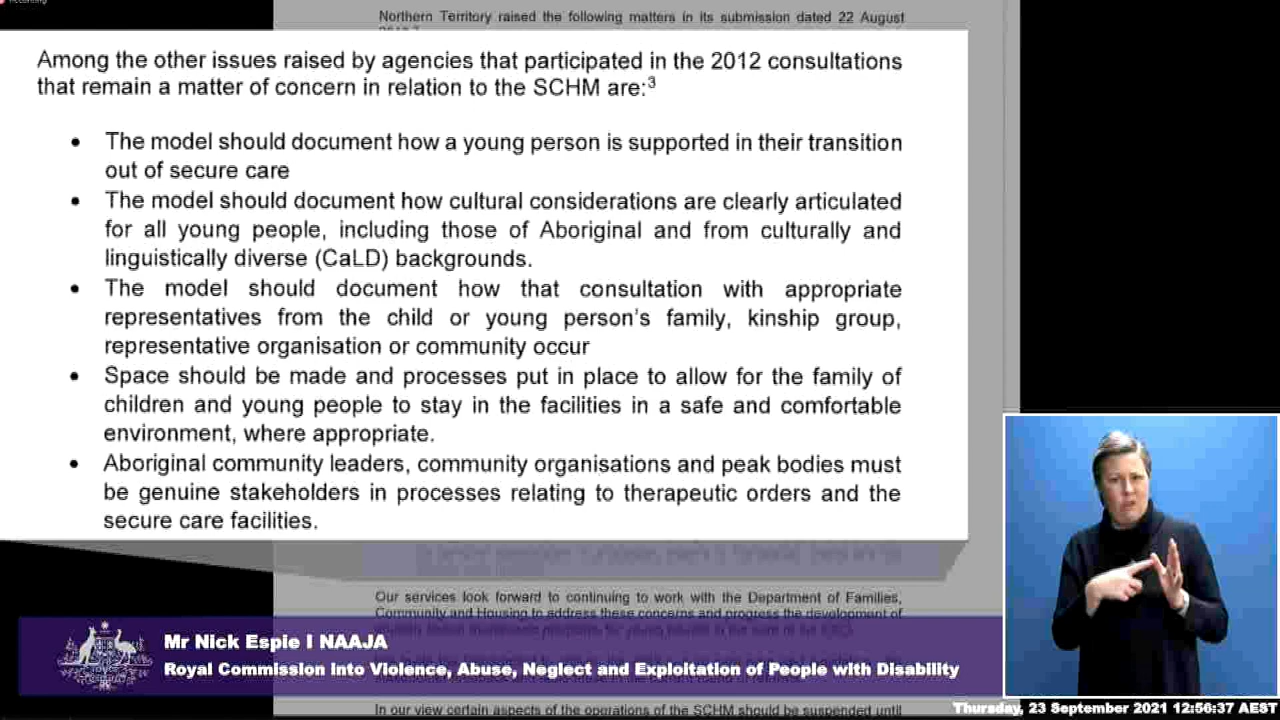 Recording
Northern Territory raised the following matters in its submission dated 22 August
Among the other issues raised by agencies that participated in the 2012 consultations
that remain a matter of concern in relation to the SCHM are:³
• The model should document how a young person is supported in their transition
out of secure care
• The model should document how cultural considerations are clearly articulated
for all young people, including those of Aboriginal and from culturally and
linguistically diverse (CaLD) backgrounds.
• The model should document how that consultation with appropriate
representatives from the child or young person's family, kinship group,
representative organisation or community occur
• Space should be made and processes put in place to allow for the family of
children and young people to stay in the facilities in a safe and comfortable
environment, where appropriate.
• Aboriginal community leaders, community organisations and peak bodies must
be genuine stakeholders in processes relating to therapeutic orders and the
secure care facilities.
Our services look forward to continuing to work with the Department of Families,
Community and Housing to address these concerns and progress the development of
Mr Nick Espie I NAAJA
Royal Commission into Violence, Abuse, Neglect and Exploitation of People with Disability
In our view certain aspects of the operations of the SCHM should be suspended until
Thursday, 23 September 2021 12:56:37 AEST